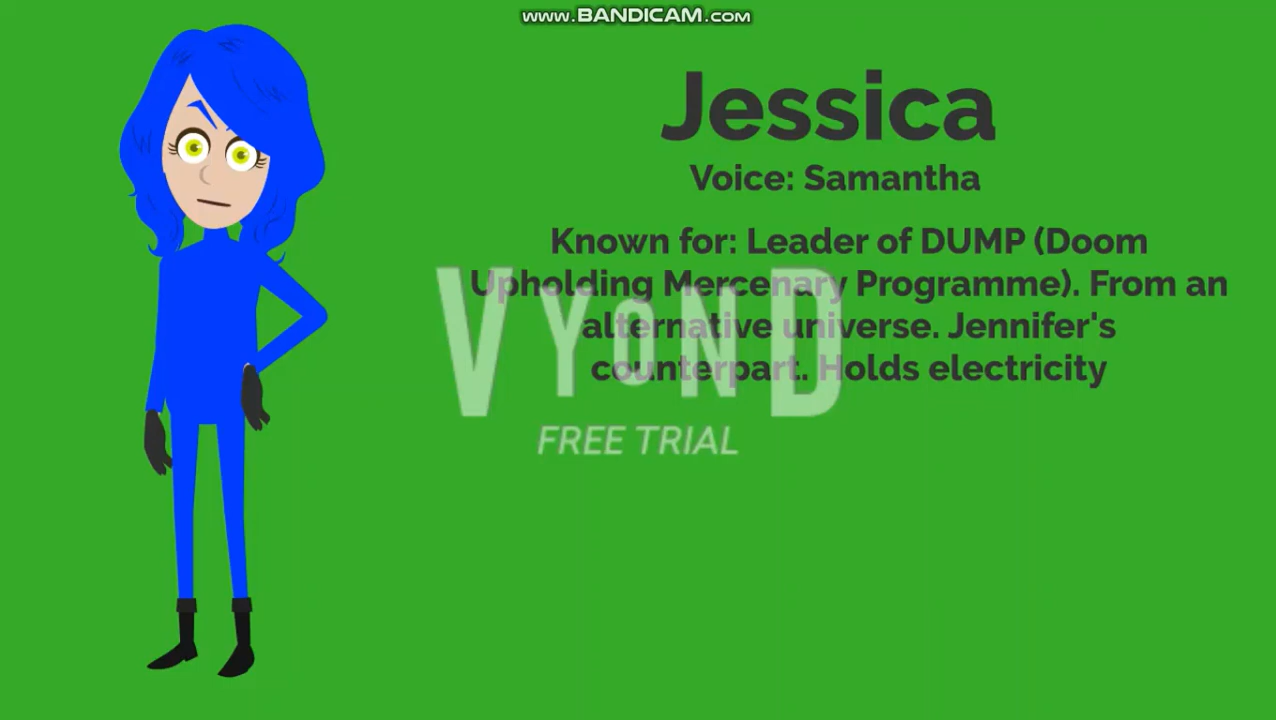 WWW.BANDICAM.COM
Jessica
Voice: Samantha
Known for: Leader of DUMP (Doom
Upholding Mercenary Programme). From an
alternative universe. Jennifer's
counterpart. Holds electricity
VYOND
FREE TRIAL